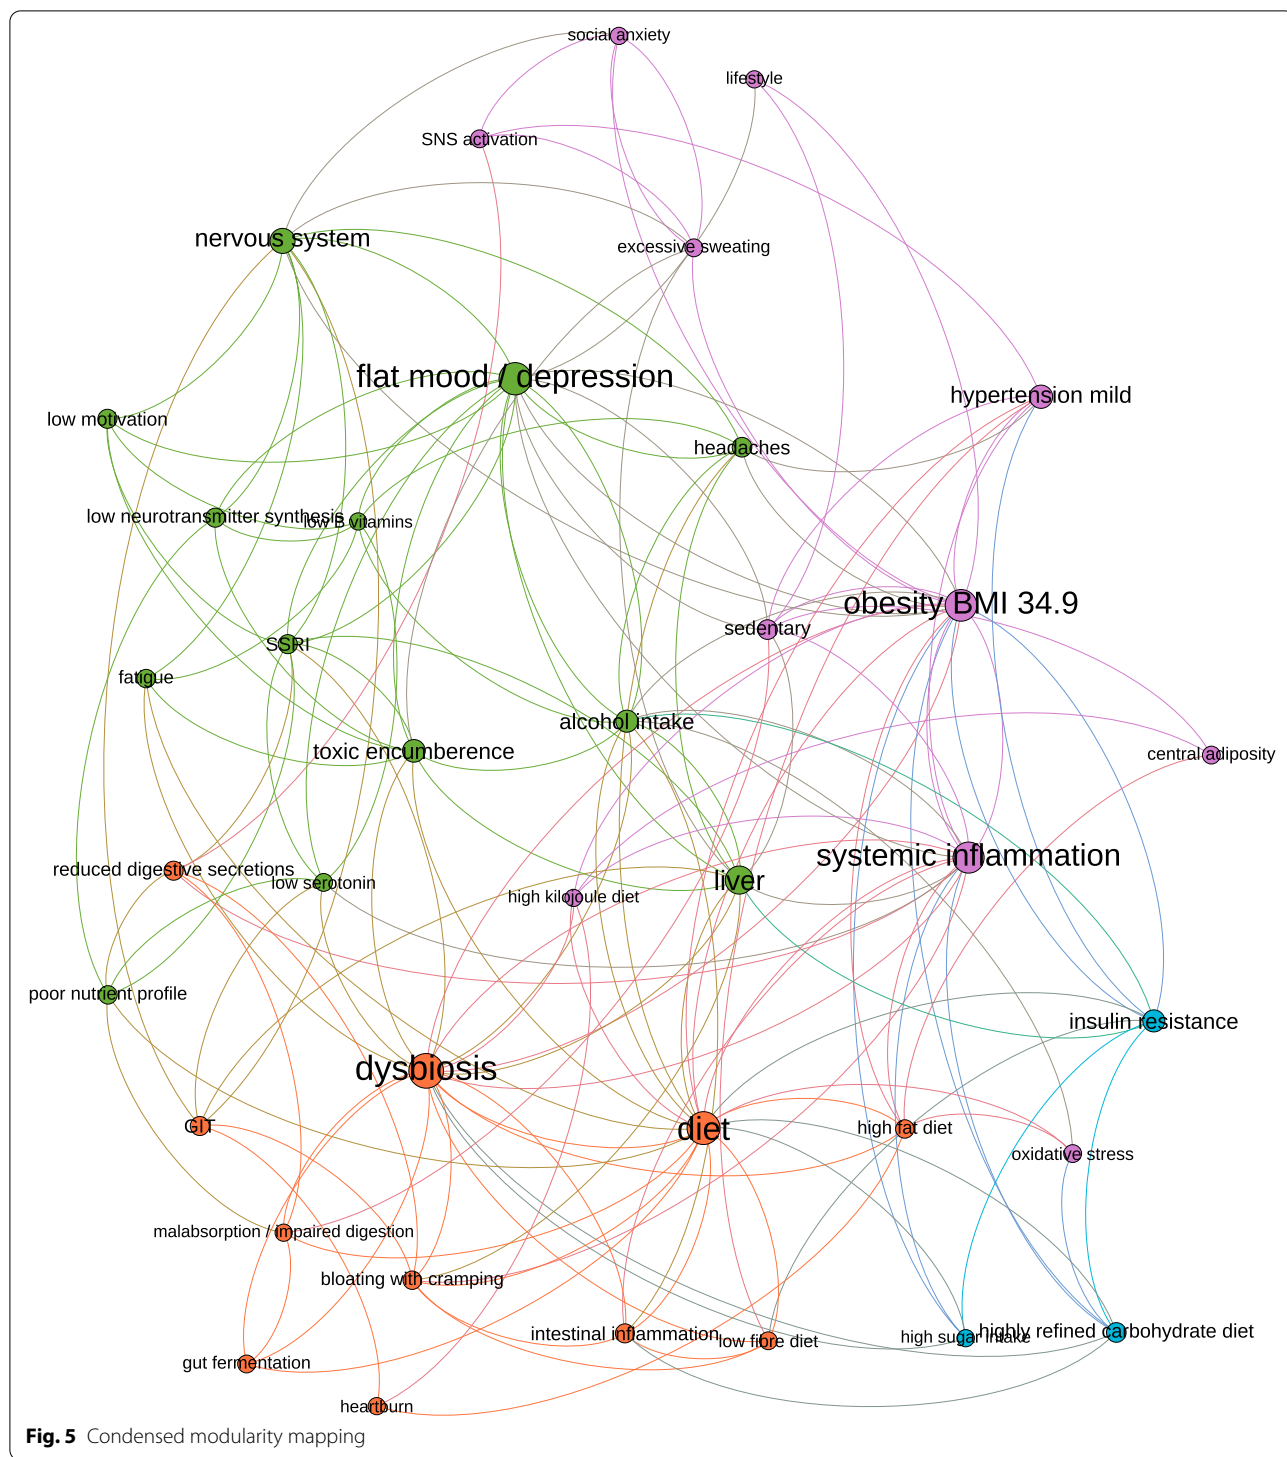 social anxiety
lifestyle
SNS activation
nervous system
excessive sweating
flat mood / depression
hypertension mild
low motivation
headaches
low neurotransmitter synthesis
low B vitamins
obesity BMI 34.9
sedentary
SSRI
fatigue
alcohol intake
toxic encumberence
central adiposity
systemic inflammation
reduced digestive secretions
low serotonin
liver
high kilojoule diet
poor nutrient profile
insulin resistance
dysbiosis
GIT
diet
high fat diet
oxidative stress
malabsorption / impaired digestion
bloating with cramping
intestinal inflammation
low fibre diet
high sugar intake
highly refined carbohydrate diet
gut fermentation
heartburn
Fig. 5 Condensed modularity mapping